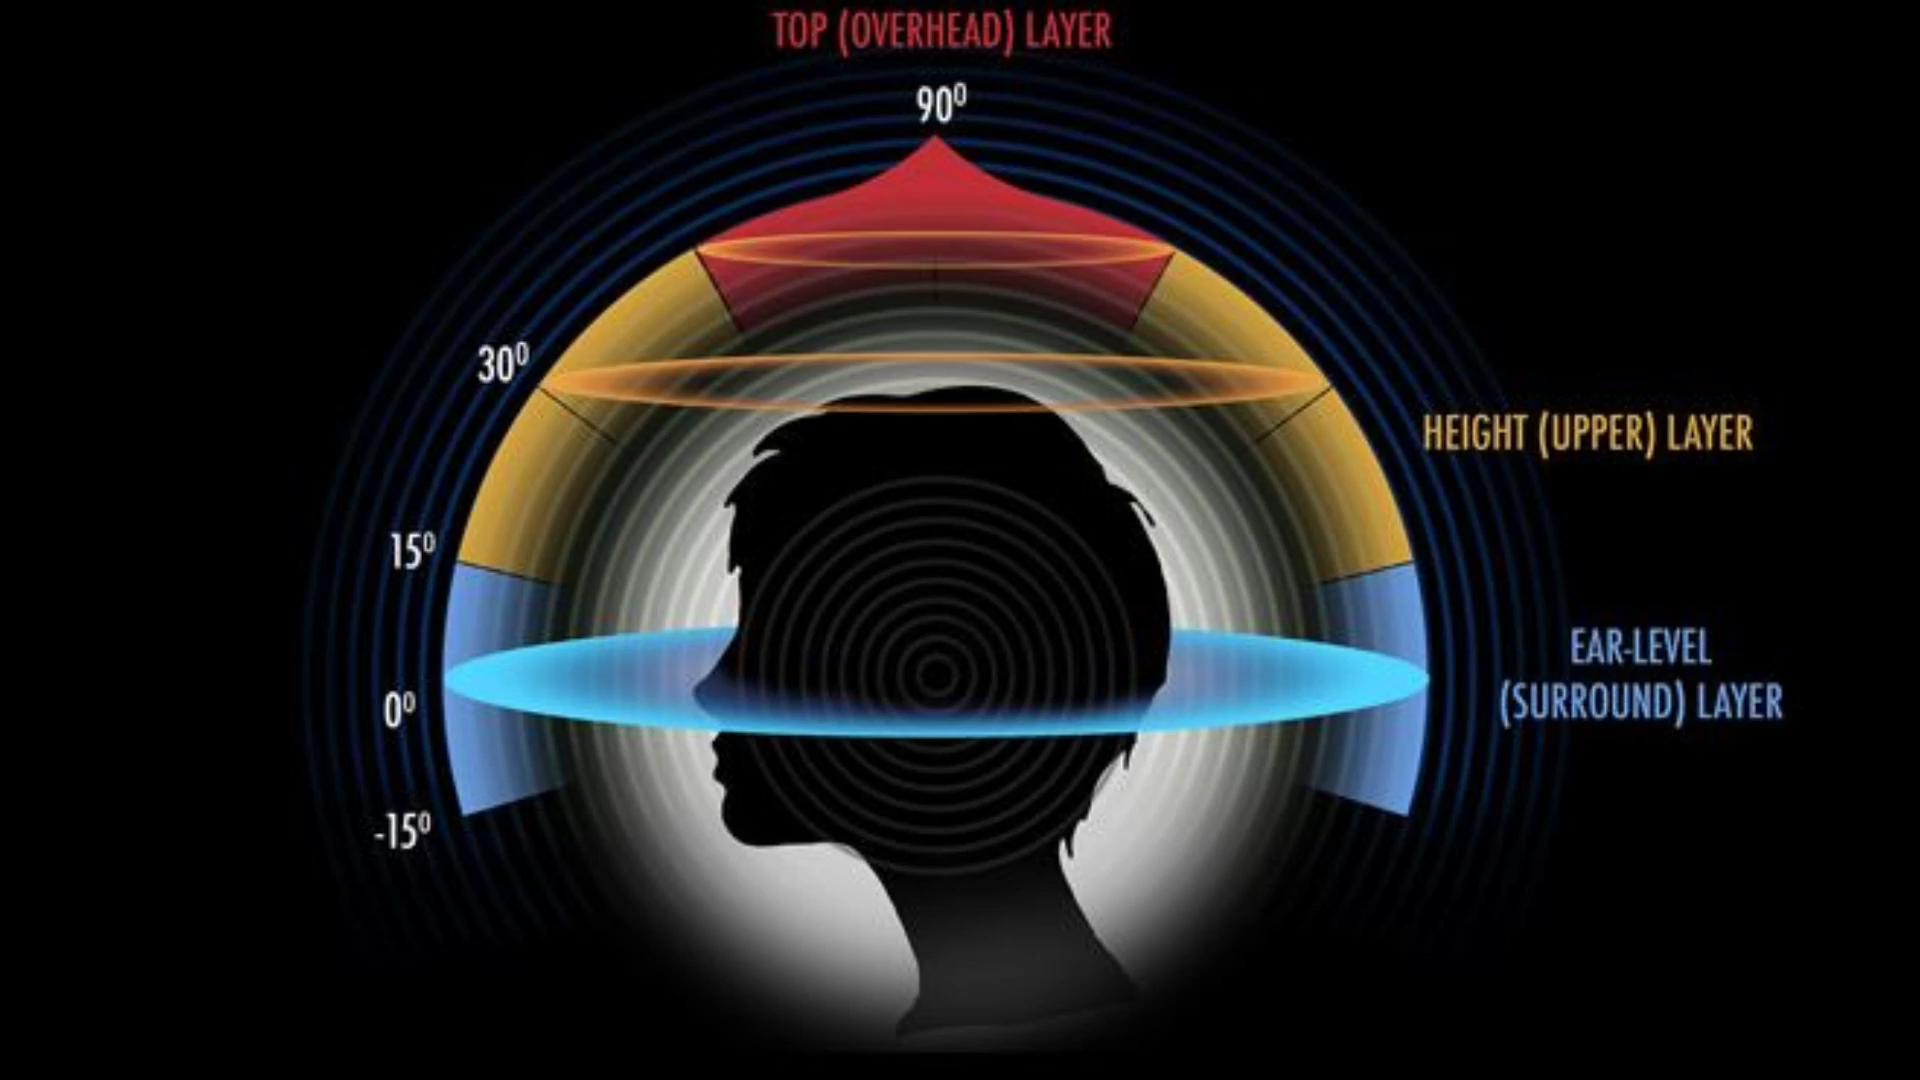 TOP (OVERHEAD) LAYER
90⁰
30⁰
HEIGHT (UPPER) LAYER
15⁰
EAR-LEVEL
(SURROUND) LAYER
0⁰
-15⁰